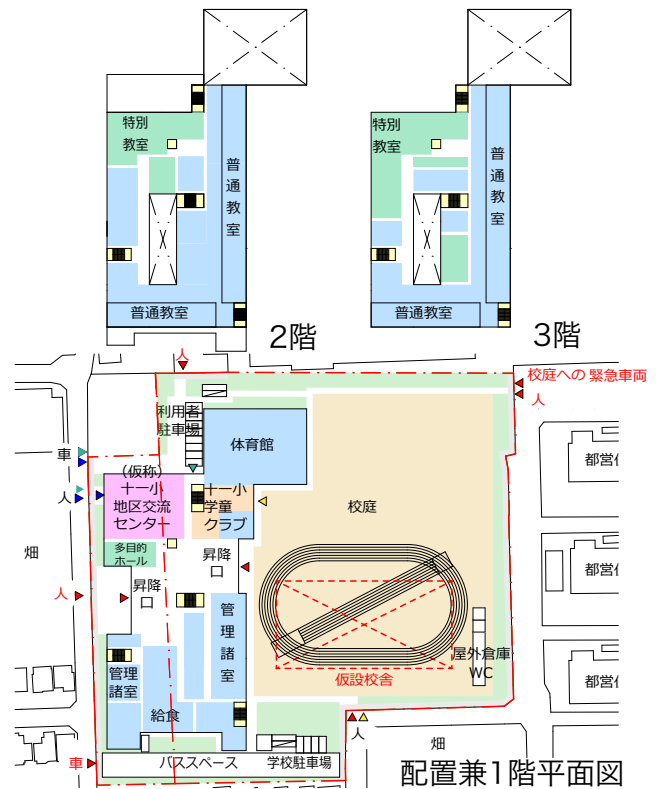 特別
教室
普
通
教
室
普通教室
2階
特別
教室
普
通
教
室
普通教室
3階
人
校庭への 緊急車両
人
利用者
駐車場
体育館
車
人
（仮称）
十一小
地区交流
センター
十一小
学童
クラブ
校庭
都営住
畑
多目的
ホール
昇降
口
昇降
口
人
都営住
管
理
諸
室
管理
諸室
仮設校舎
屋外倉庫
WC
都営住
給食
人
畑
車
バススペース
学校駐車場
配置兼1階平面図